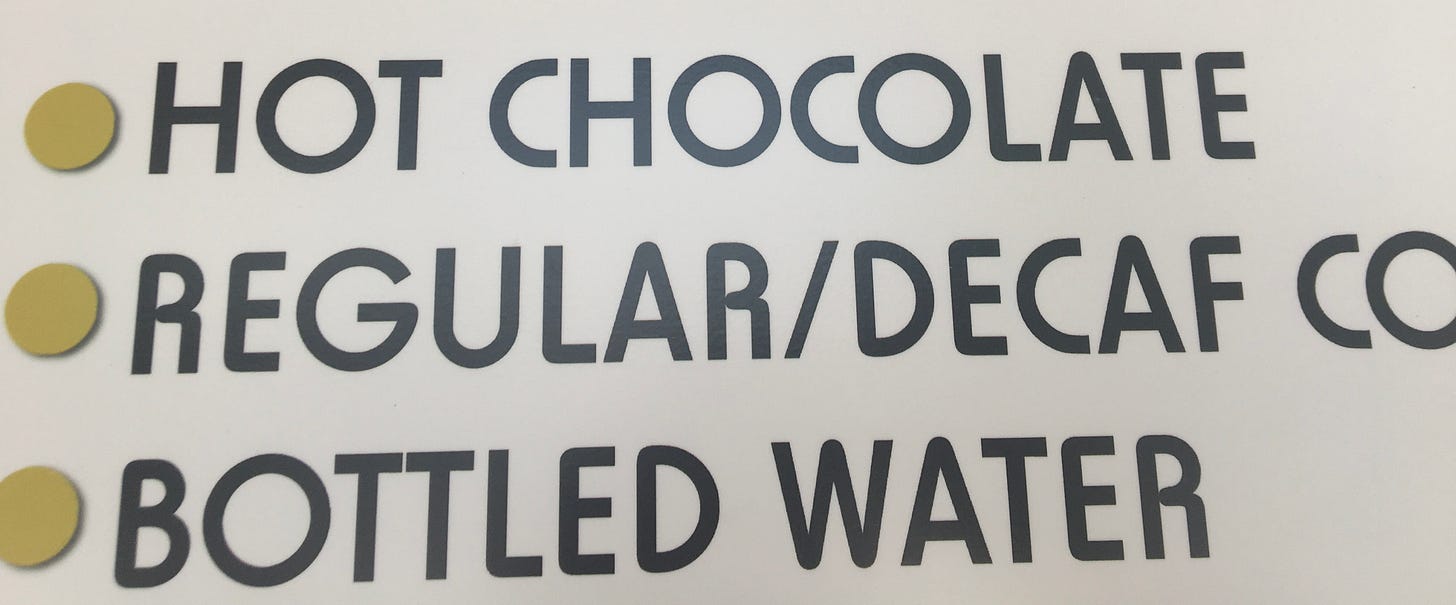 HOT CHOCOLATE
REGULAR/DECAF CO
BOTTLED WATER